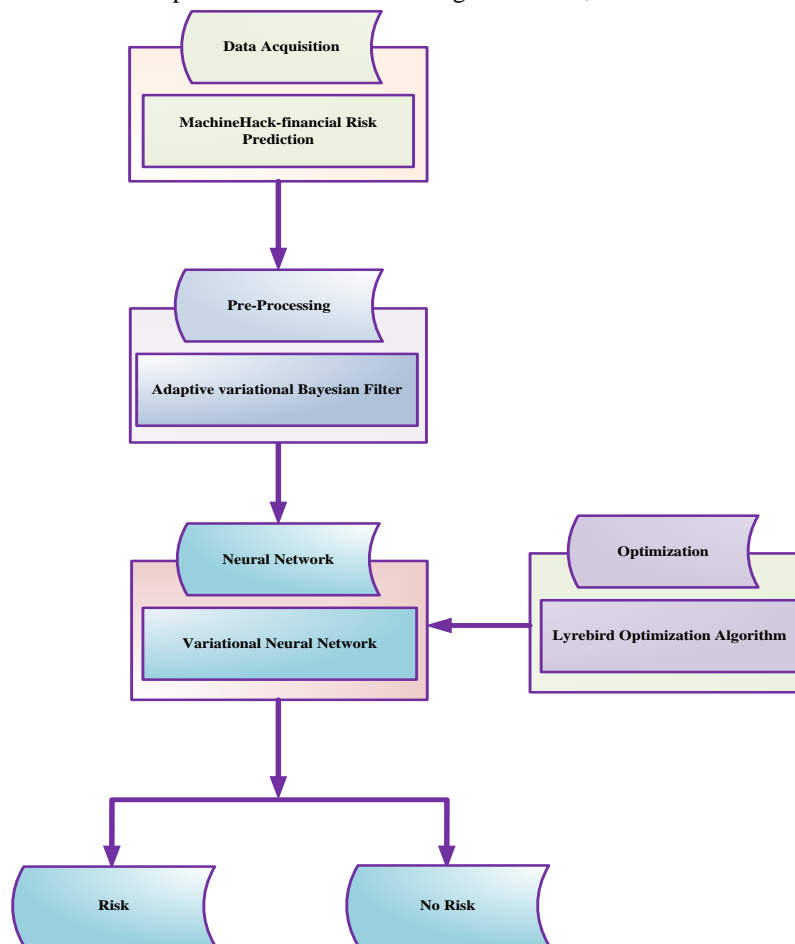 Data Acquisition
MachineHack-financial Risk
Prediction
Pre-Processing
Adaptive variational Bayesian Filter
Neural Network
Variational Neural Network
Optimization
Lyrebird Optimization Algorithm
Risk
No Risk